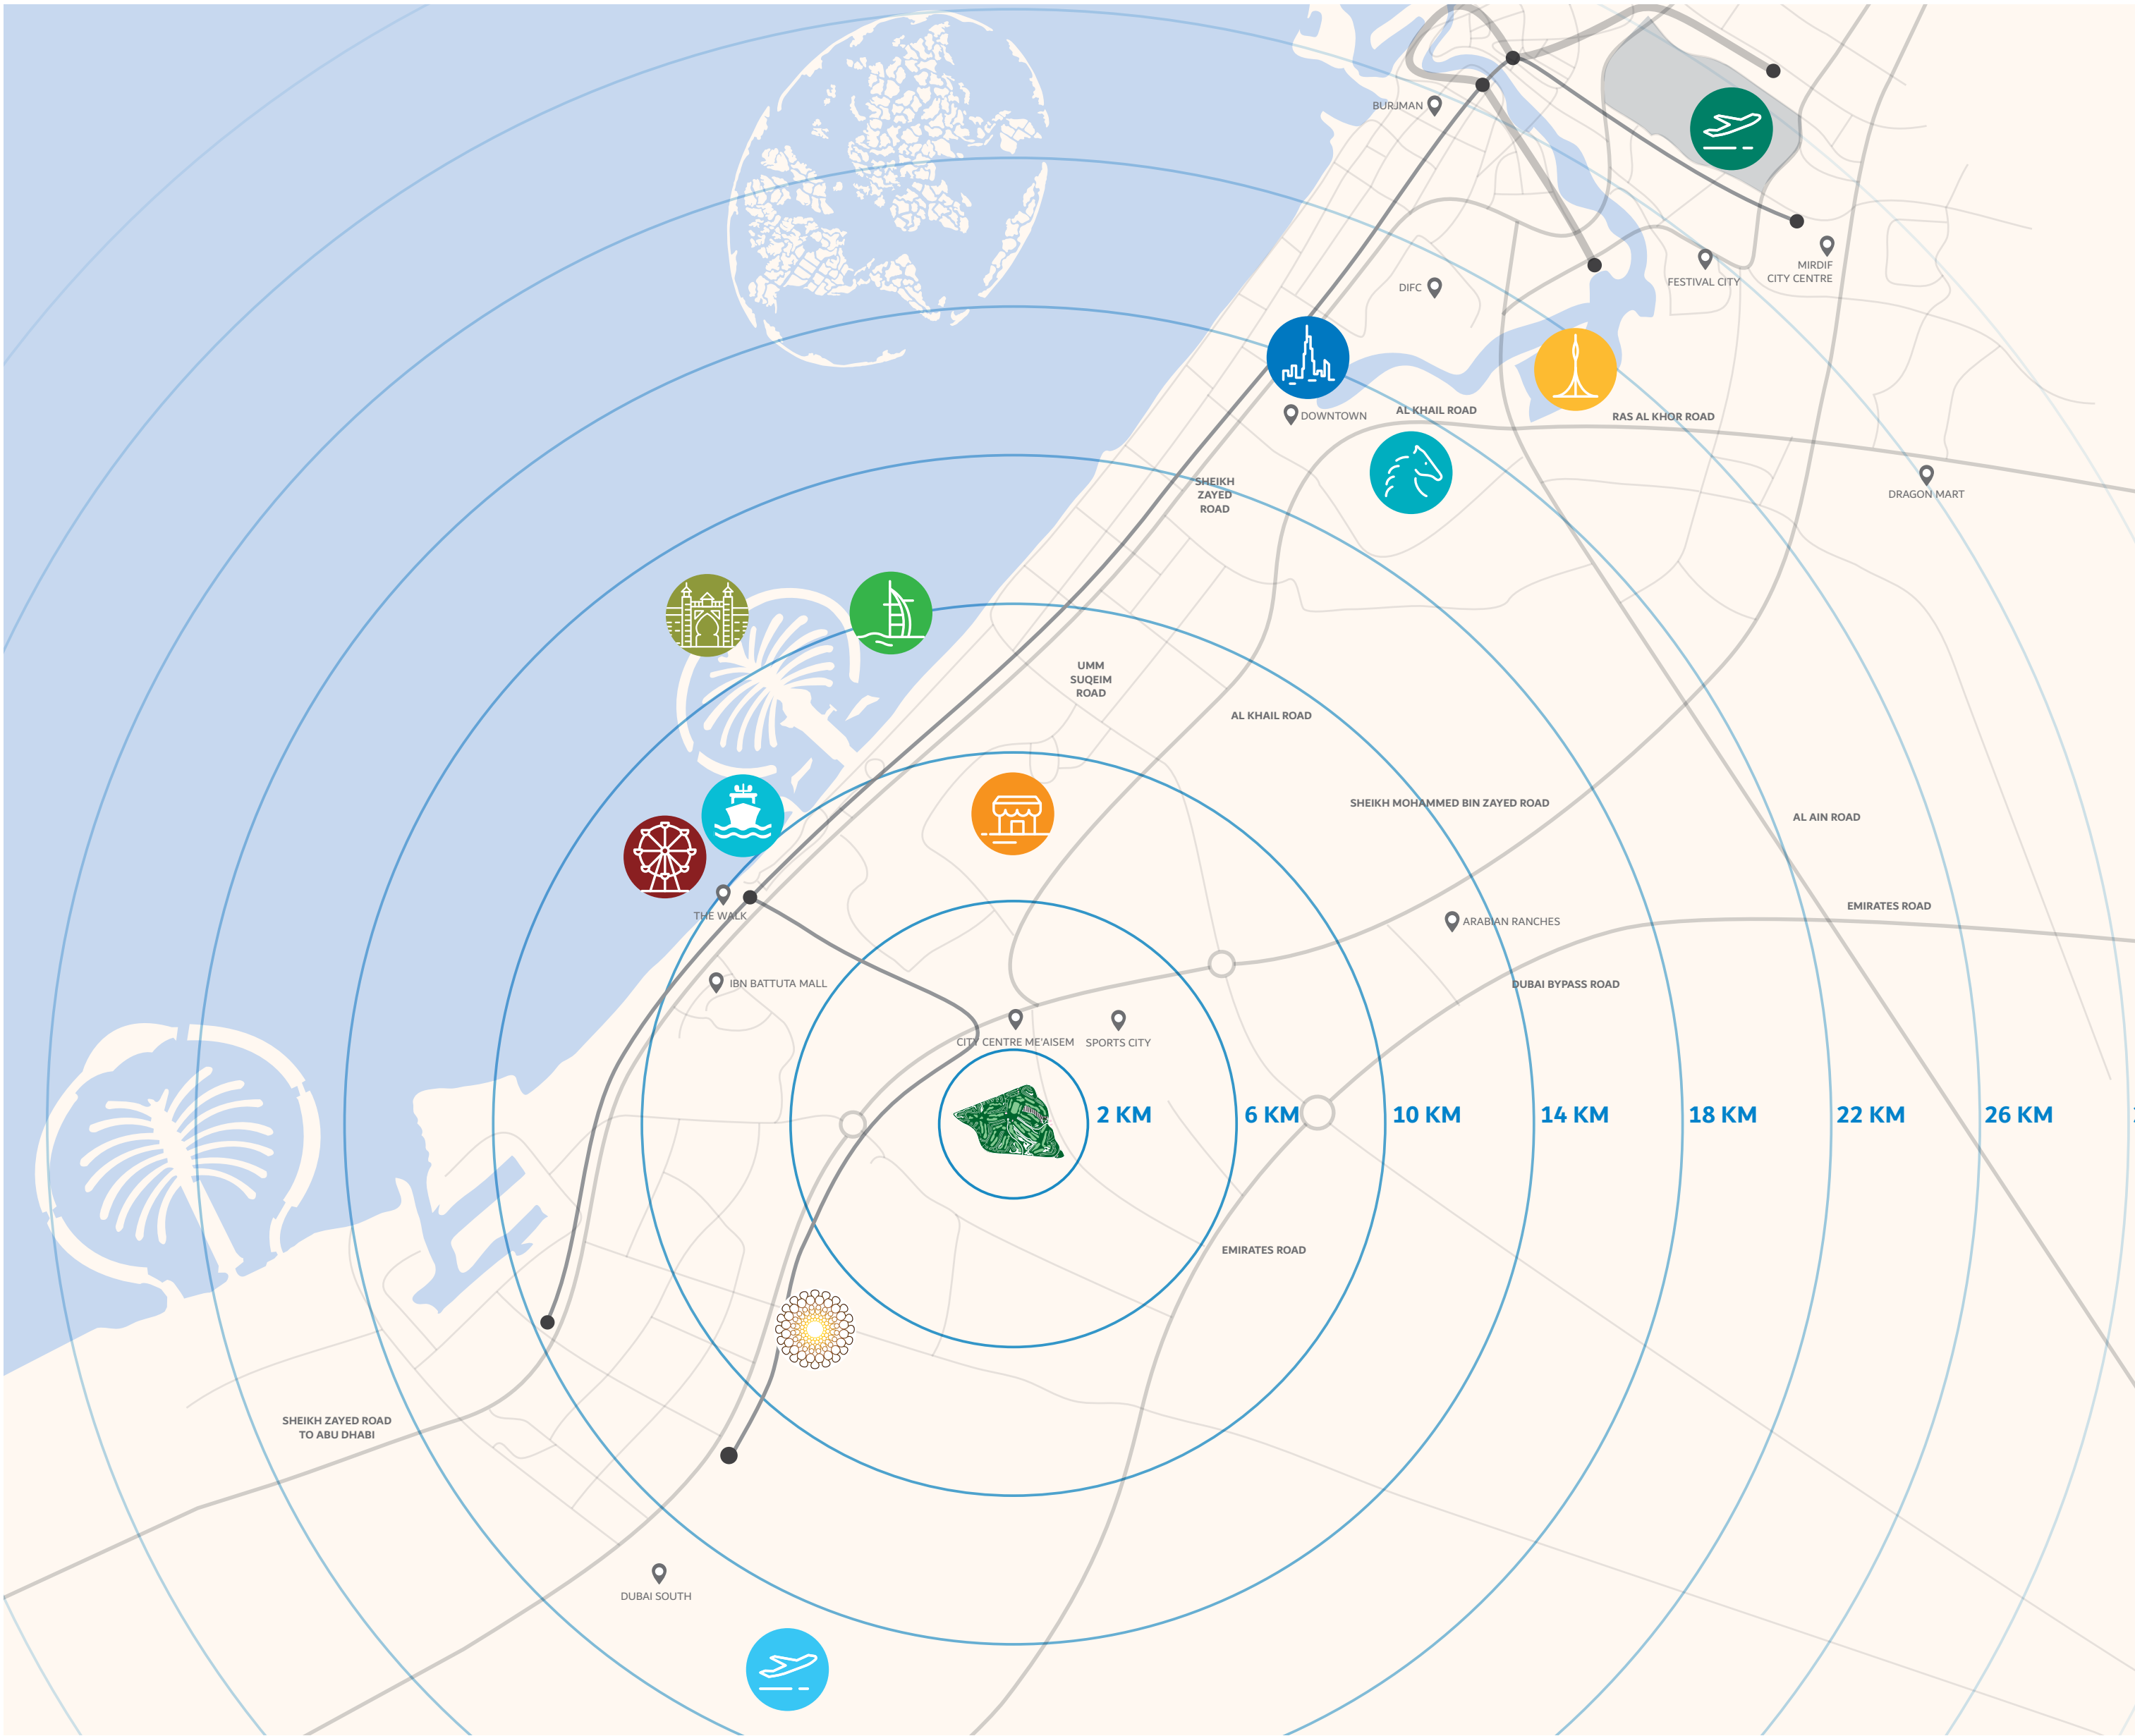 BURJMAN
MIRDIF
CITY CENTRE
FESTIVAL CITY
DIFC
DOWNTOWN
AL KHAIL ROAD
RAS AL KHOR ROAD
SHEIKH
ZAYED
ROAD
DRAGON MART
UMM
SUQEIM
ROAD
AL KHAIL ROAD
SHEIKH MOHAMMED BIN ZAYED ROAD
AL AIN ROAD
THE WALK
EMIRATES ROAD
ARABIAN RANCHES
IBN BATTUTA MALL
DUBAI BYPASS ROAD
CITY CENTRE ME'AISEM
SPORTS CITY
2 KM
6 KM
10 KM
14 KM
18 KM
22 KM
26 KM
EMIRATES ROAD
SHEIKH ZAYED ROAD
TO ABU DHABI
DUBAI SOUTH